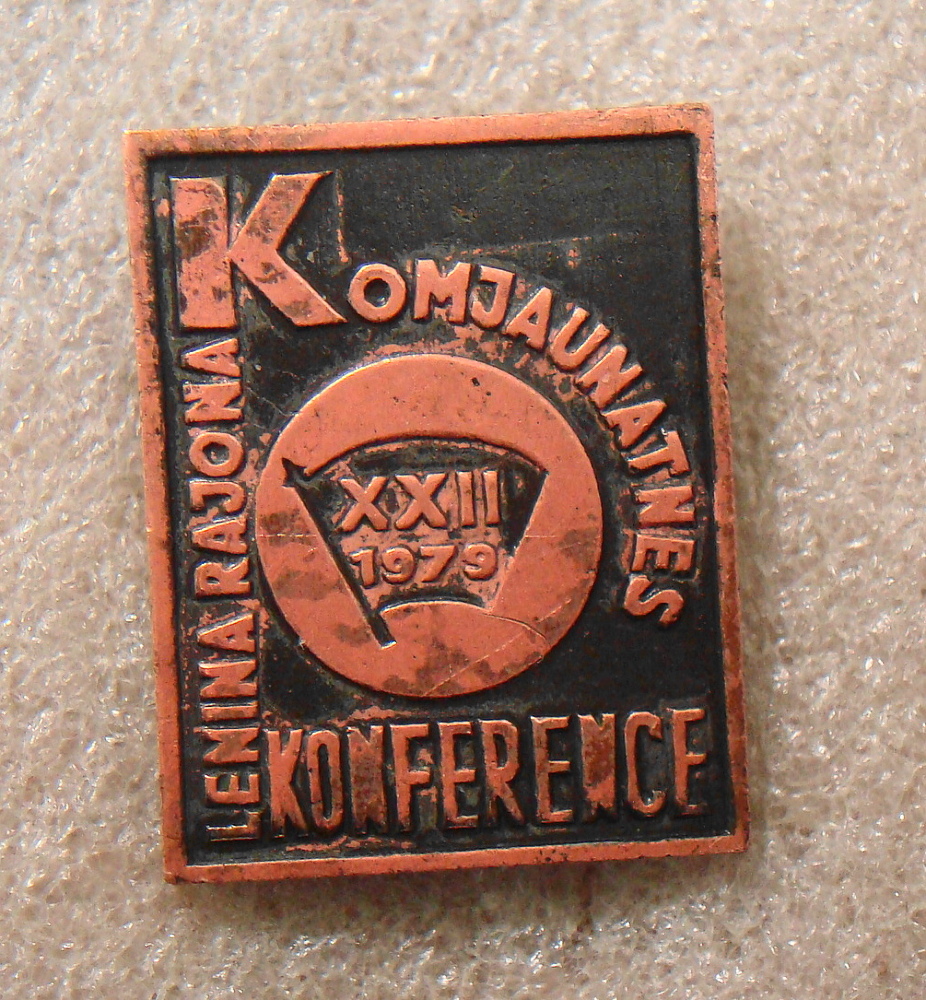 LENINA RAJONA
KOMJAUNATNES
XXII
1979
KONFERENCE